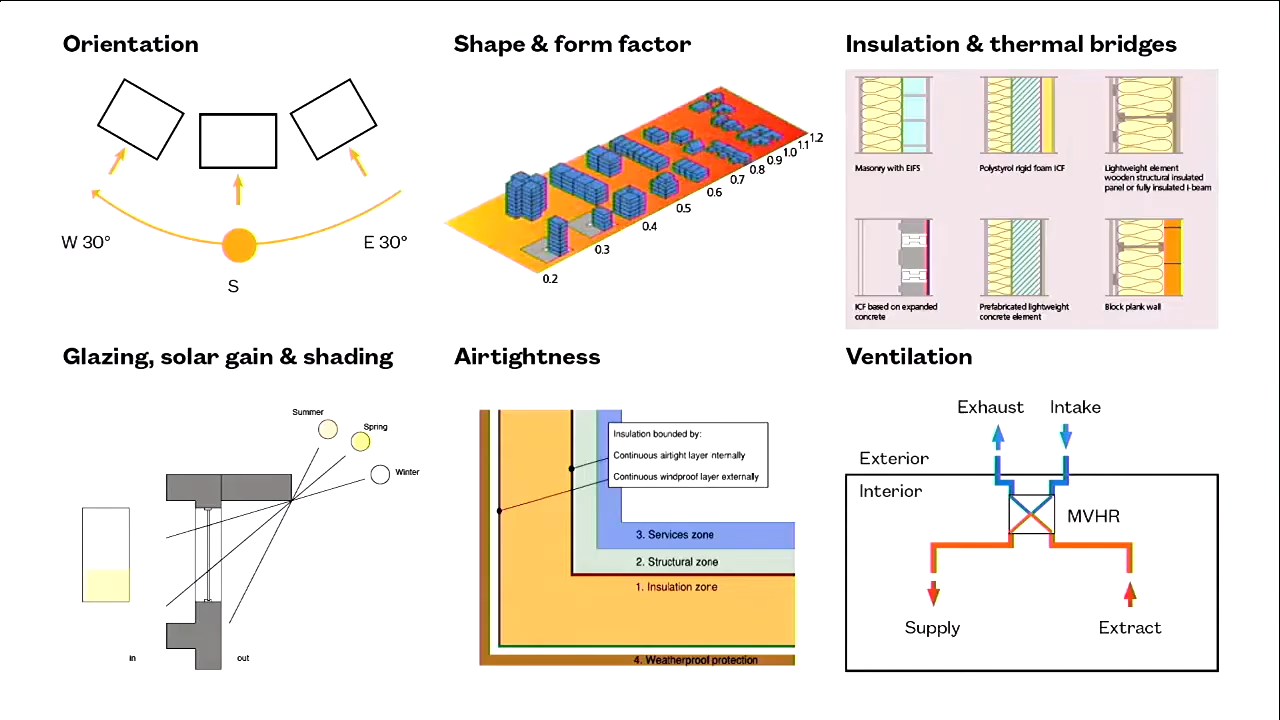 Orientation
W 30°
S
E 30°
Shape & form factor
0.2
0.3
0.4
0.5
0.6
0.7
0.8
0.9
1.0
1.1
1.2
Insulation & thermal bridges
Masonry with EIFS
Polystyrol rigid foam ICF
Lightweight element
wooden structural insulated
panel or fully insulated I-beam
ICF based on expanded
concrete
Prefabricated lightweight
concrete element
Block plank wall
Glazing, solar gain & shading
Summer
Spring
Winter
in
out
Airtightness
Insulation bounded by:
Continuous airtight layer internally
Continuous windproof layer externally
3. Services zone
2. Structural zone
1. Insulation zone
4. Weatherproof protection
Ventilation
Exhaust
Intake
Exterior
Interior
MVHR
Supply
Extract